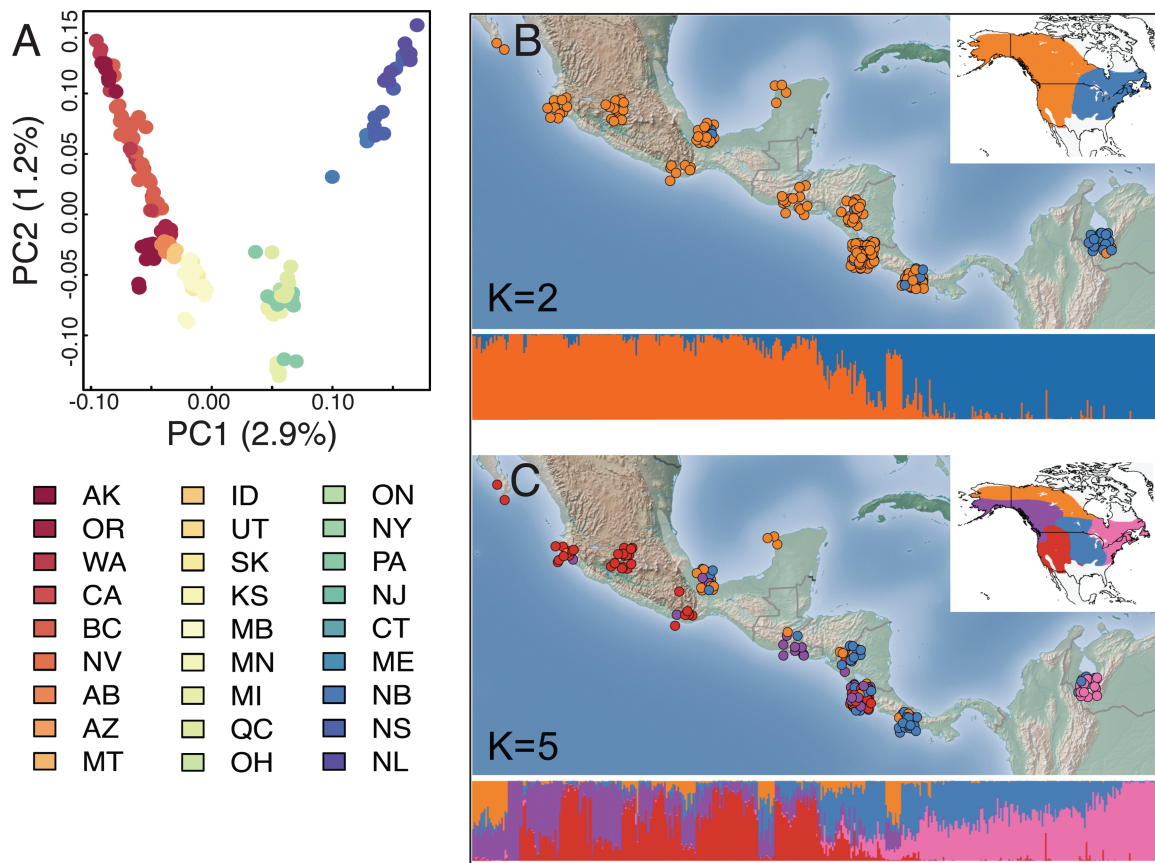 A
0.15
0.10
0.05
0.00
-0.05
-0.10
PC2 (1.2%)
-0.10 0.00 0.10
PC1 (2.9%)
AK ID ON
OR UT NY
WA SK PA
CA KS NJ
BC MB CT
NV MN ME
AB MI NB
AZ QC NS
MT OH NL
B
K=2
C
K=5